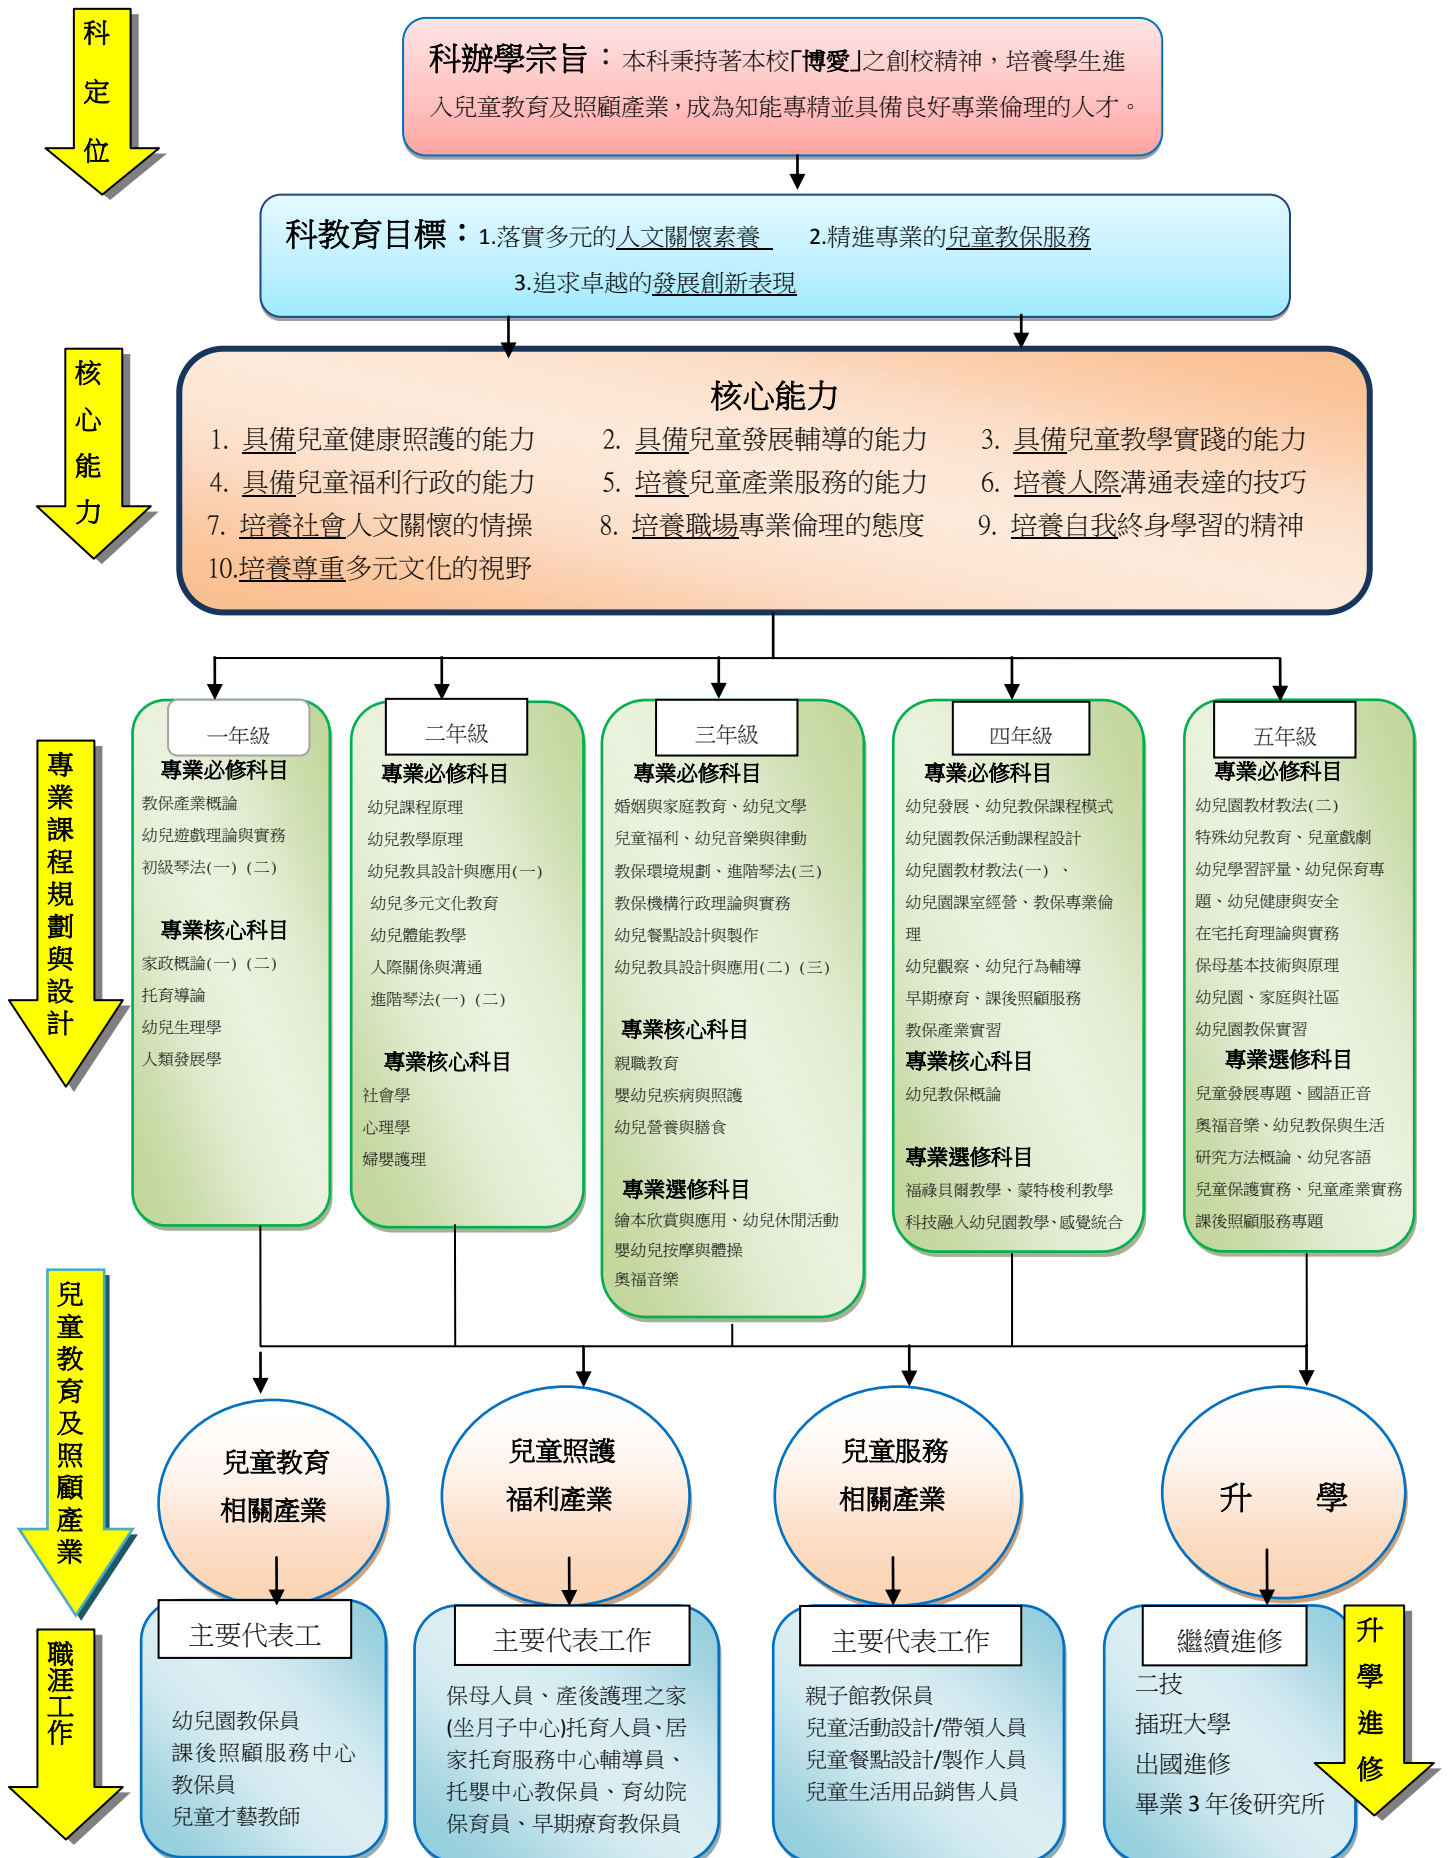 科定位
科辦學宗旨：本科秉持著本校「博愛」之創校精神，培養學生進
入兒童教育及照顧產業，成為知能專精並具備良好專業倫理的人才。
科教育目標：1.落實多元的人文關懷素養 2.精進專業的兒童教保服務
3.追求卓越的發展創新表現
核心能力
核心能力
1. 具備兒童健康照護的能力 2. 具備兒童發展輔導的能力 3. 具備兒童教學實踐的能力
4. 具備兒童福利行政的能力 5. 培養兒童產業服務的能力 6. 培養人際溝通表達的技巧
7. 培養社會人文關懷的情操 8. 培養職場專業倫理的態度 9. 培養自我終身學習的精神
10.培養尊重多元文化的視野
專業課程規劃與設計
一年級
專業必修科目
教保產業概論
幼兒遊戲理論與實務
初級琴法(一) (二)
專業核心科目
家政概論(一) (二)
托育導論
幼兒生理學
人類發展學
二年級
專業必修科目
幼兒課程原理
幼兒教學原理
幼兒教具設計與應用(一)
幼兒多元文化教育
幼兒體能教學
人際關係與溝通
進階琴法(一) (二)
專業核心科目
社會學
心理學
婦嬰護理
三年級
專業必修科目
婚姻與家庭教育、幼兒文學
兒童福利、幼兒音樂與律動
教保環境規劃、進階琴法(三)
教保機構行政理論與實務
幼兒餐點設計與製作
幼兒教具設計與應用(二) (三)
專業核心科目
親職教育
嬰幼兒疾病與照護
幼兒營養與膳食
專業選修科目
繪本欣賞與應用、幼兒休閒活動
嬰幼兒按摩與體操
奧福音樂
四年級
專業必修科目
幼兒發展、幼兒教保課程模式
幼兒園教保活動課程設計
幼兒園教材教法(一) 、
幼兒園課室經營、教保專業倫
理
幼兒觀察、幼兒行為輔導
早期療育、課後照顧服務
教保產業實習
專業核心科目
幼兒教保概論
專業選修科目
福祿貝爾教學、蒙特梭利教學
科技融入幼兒園教學、感覺統合
五年級
專業必修科目
幼兒園教材教法(二)
特殊幼兒教育、兒童戲劇
幼兒學習評量、幼兒保育專
題、幼兒健康與安全
在宅托育理論與實務
保母基本技術與原理
幼兒園、家庭與社區
幼兒園教保實習
專業選修科目
兒童發展專題、國語正音
奧福音樂、幼兒教保與生活
研究方法概論、幼兒客語
兒童保護實務、兒童產業實務
課後照顧服務專題
兒童教育及照顧產業
兒童教育
相關產業
兒童照護
福利產業
兒童服務
相關產業
升 學
職涯工作
主要代表工
幼兒園教保員
課後照顧服務中心
教保員
兒童才藝教師
主要代表工作
保母人員、產後護理之家
(坐月子中心)托育人員、居
家托育服務中心輔導員、
托嬰中心教保員、育幼院
保育員、早期療育教保員
主要代表工作
親子館教保員
兒童活動設計/帶領人員
兒童餐點設計/製作人員
兒童生活用品銷售人員
繼續進修
二技
插班大學
出國進修
畢業 3 年後研究所
升學進修